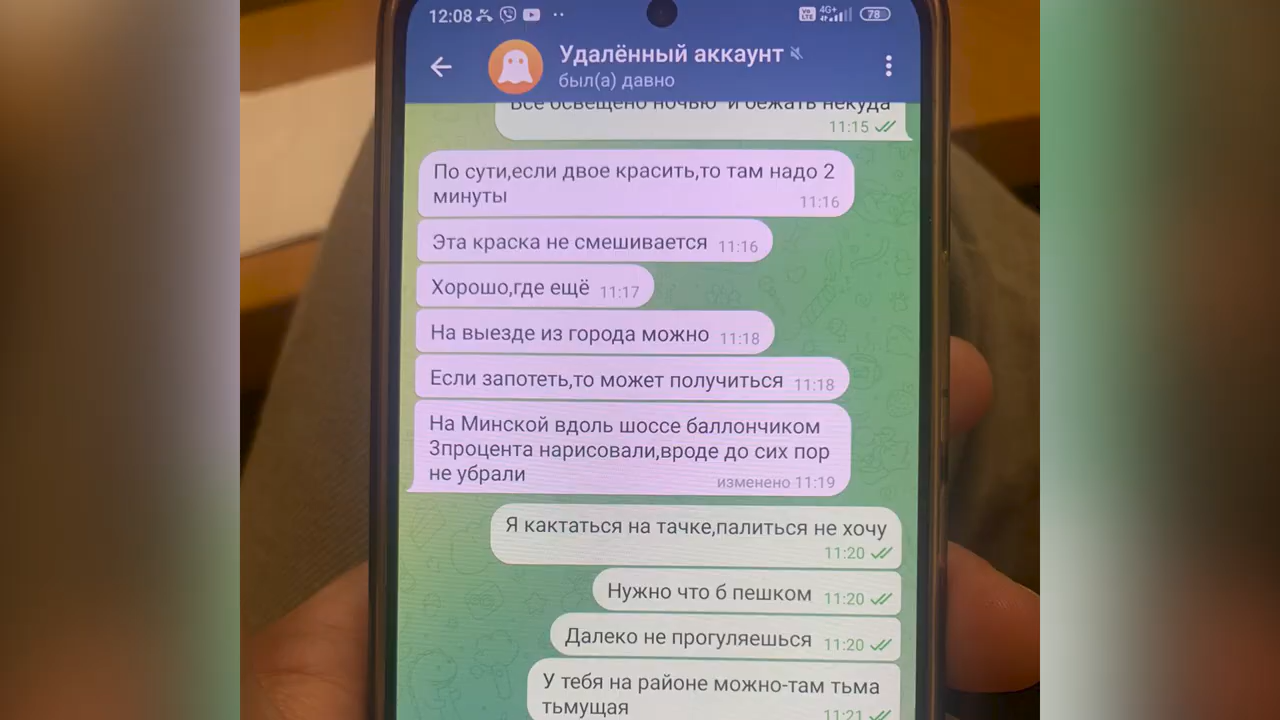 12:08
4G+
78
Удалённый аккаунт
был(а) давно
Все освещено ночью и бежать некуда
11:15
По сути,если двое красить,то там надо 2
минуты
11:16
Эта краска не смешивается 11:16
Хорошо,где ещё 11:17
На выезде из города можно 11:18
Если запотеть,то может получиться 11:18
На Минской вдоль шоссе баллончиком
3процента нарисовали,вроде до сих пор
не убрали
изменено 11:19
Я кактаться на тачке,палиться не хочу
11:20
Нужно что б пешком 11:20
Далеко не прогуляешься 11:20
У тебя на районе можно-там тьма
тьмущая
11:21